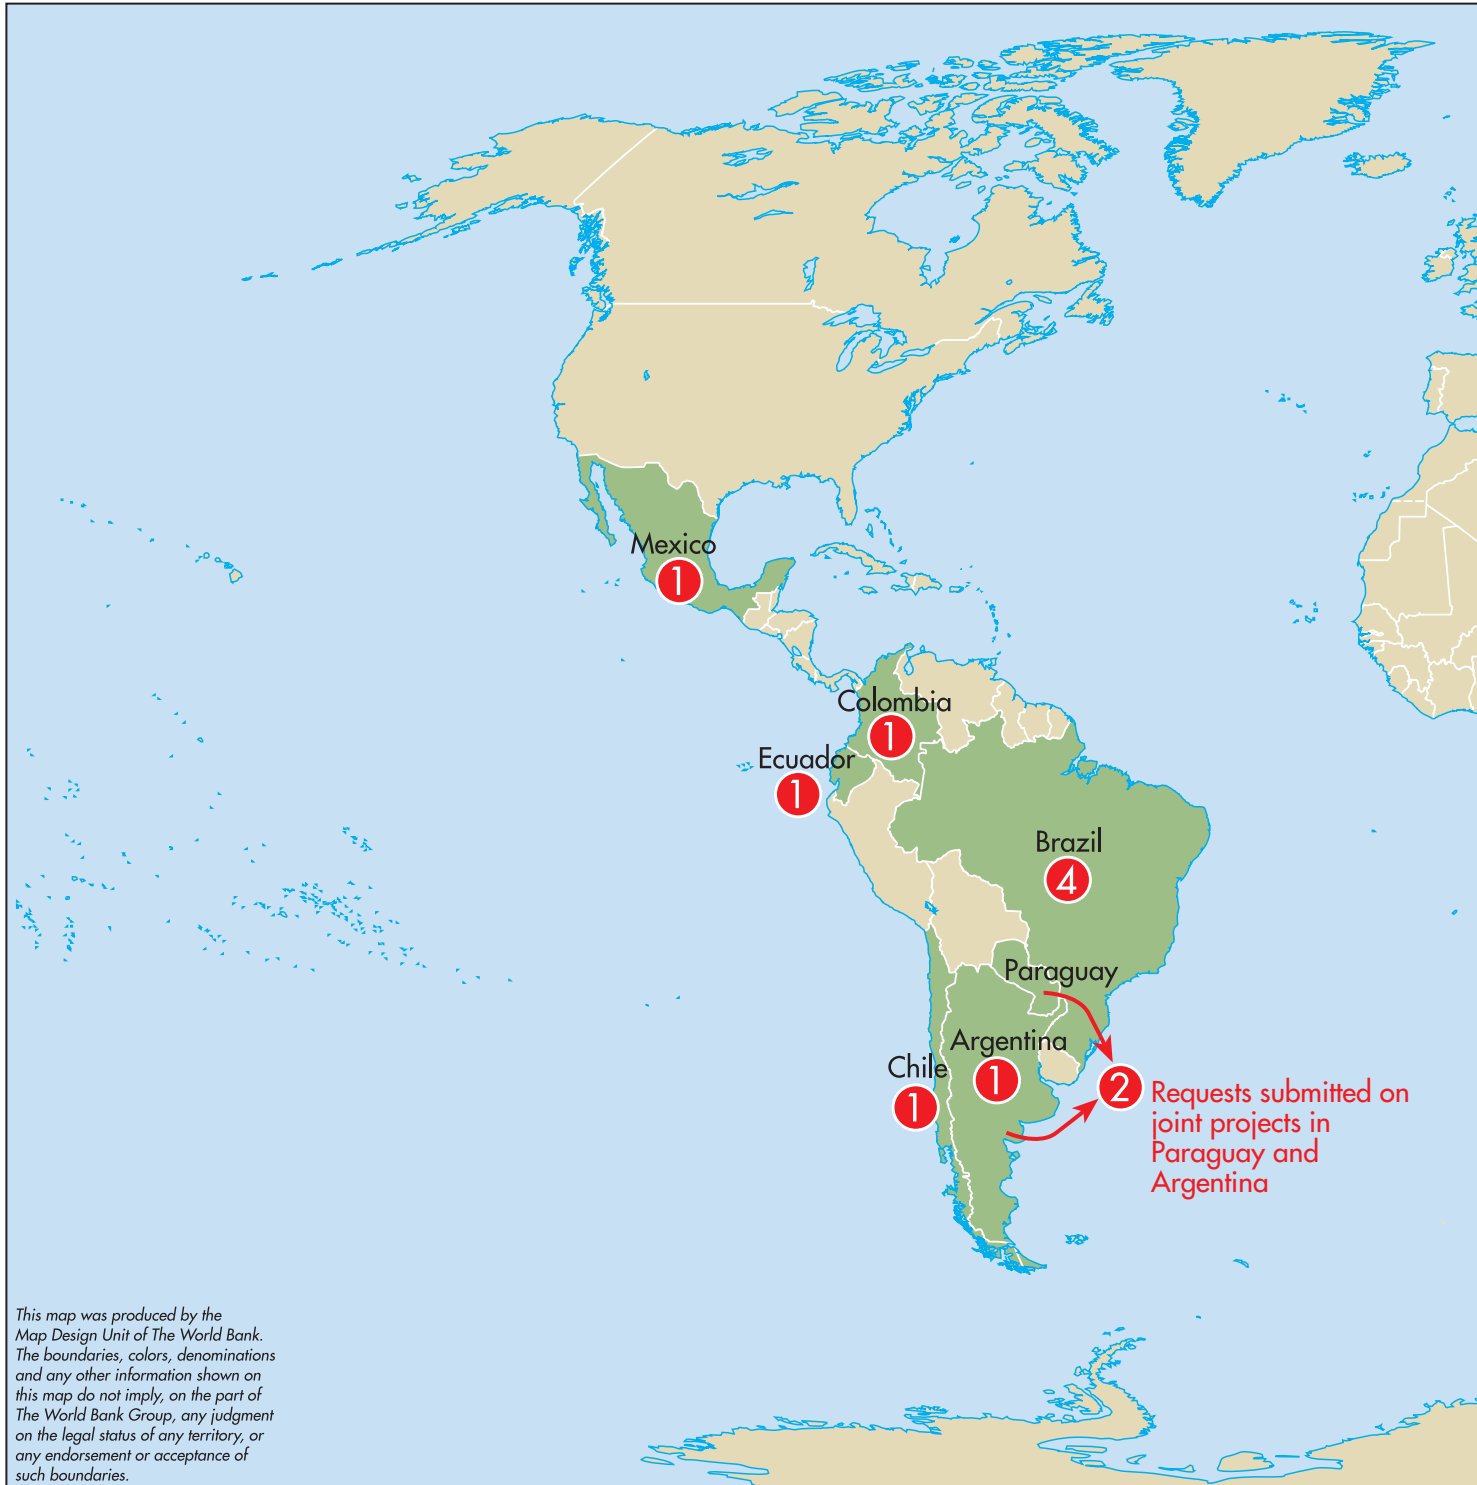 Mexico
1
Colombia
1
Ecuador
1
Brazil
4
Paraguay
Argentina
1
Chile
1
2
Requests submitted on
joint projects in
Paraguay and
Argentina
This map was produced by the
Map Design Unit of The World Bank.
The boundaries, colors, denominations
and any other information shown on
this map do not imply, on the part of
The World Bank Group, any judgment
on the legal status of any territory, or
any endorsement or acceptance of
such boundaries.